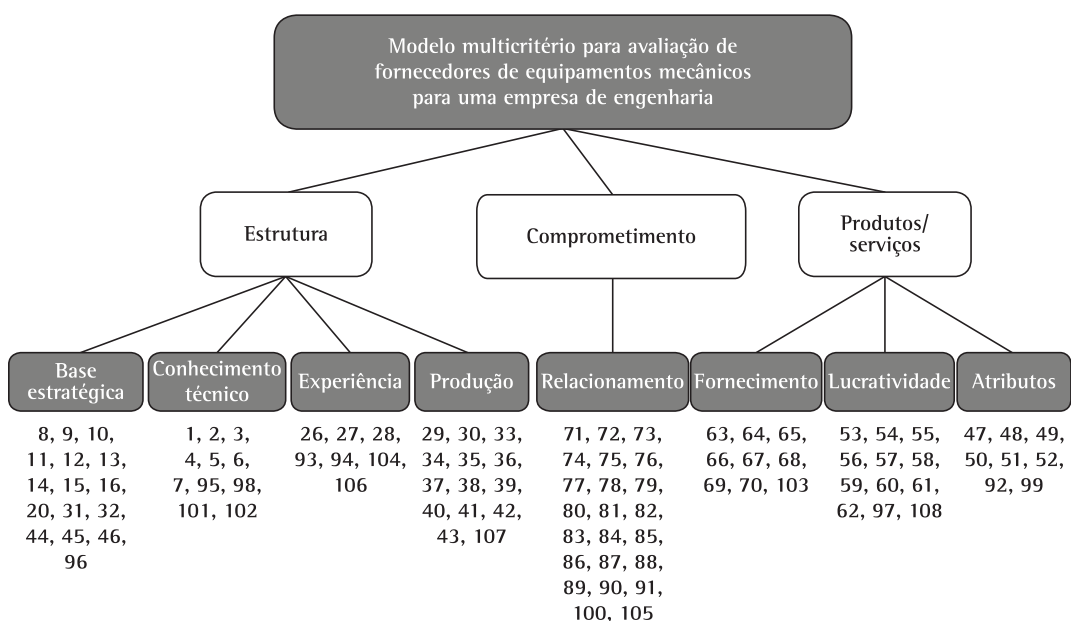 Modelo multicritério para avaliação de
fornecedores de equipamentos mecânicos
para uma empresa de engenharia
Estrutura
Comprometimento
Produtos/
serviços
Base
estratégica
Conhecimento
técnico
Experiência
Produção
Relacionamento
Fornecimento
Lucratividade
Atributos
8, 9, 10,
11, 12, 13,
14, 15, 16,
20, 31, 32,
44, 45, 46,
96
1, 2, 3,
4, 5, 6,
7, 95, 98,
101, 102
26, 27, 28,
93, 94, 104,
106
29, 30, 33,
34, 35, 36,
37, 38, 39,
40, 41, 42,
43, 107
71, 72, 73,
74, 75, 76,
77, 78, 79,
80, 81, 82,
83, 84, 85,
86, 87, 88,
89, 90, 91,
100, 105
63, 64, 65,
66, 67, 68,
69, 70, 103
53, 54, 55,
56, 57, 58,
59, 60, 61,
62, 97, 108
47, 48, 49,
50, 51, 52,
92, 99